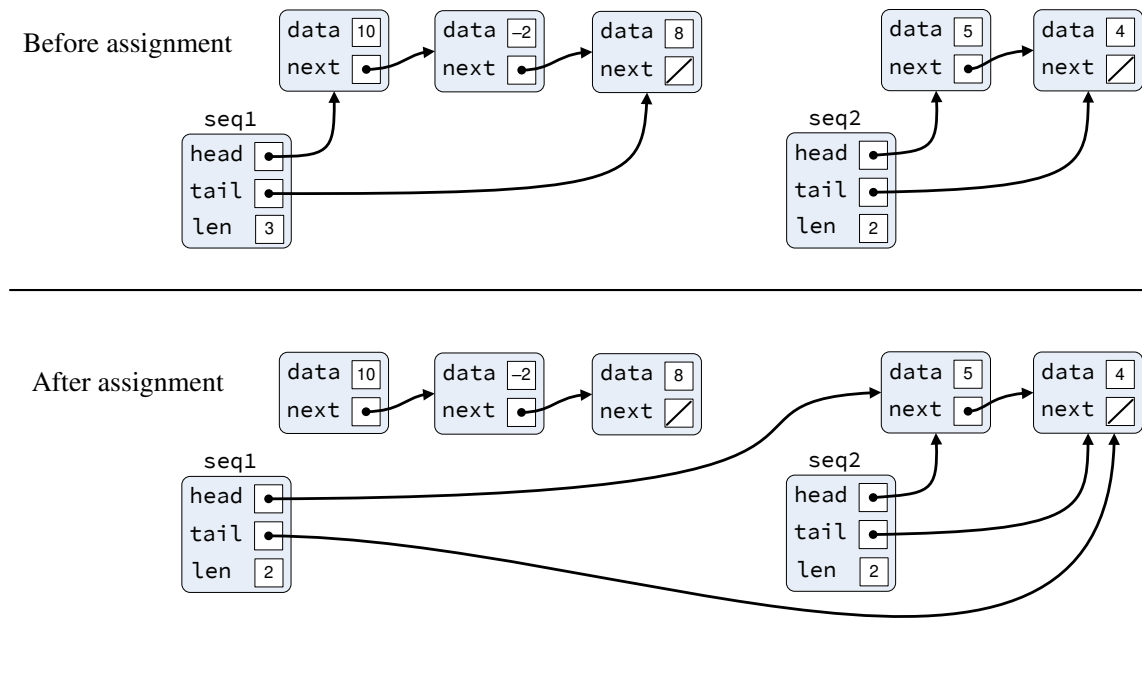 Before assignment
data 10
next
data –2
next
data 8
next
data 5
next
data 4
next
seq1
head
tail
len 3
seq2
head
tail
len 2
After assignment
data 10
next
data –2
next
data 8
next
data 5
next
data 4
next
seq1
head
tail
len 2
seq2
head
tail
len 2